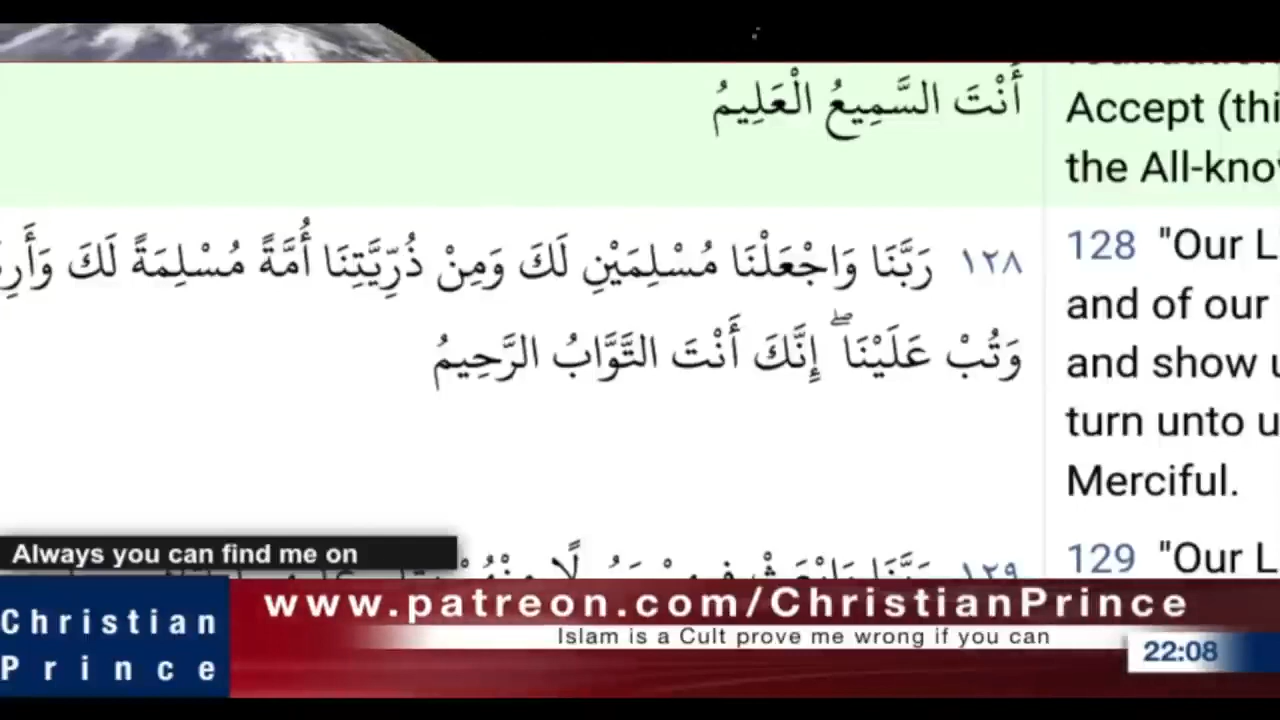 أَنْتَ السَّمِيعُ الْعَلِيمُ
Accept (thi
the All-kno
١٢٨ رَبَّنَا وَاجْعَلْنَا مُسْلِمَيْنِ لَكَ وَمِنْ ذُرِّيَّتِنَا أُمَّةً مُسْلِمَةً لَكَ
وَتُبْ عَلَيْنَا ۖ إِنَّكَ أَنْتَ التَّوَّابُ الرَّحِيمُ
128 "Our L
and of our
and show u
turn unto u
Merciful.
١٢٩
129 "Our L
Always you can find me on
Christian
Prince
www.patreon.com/ChristianPrince
Islam is a Cult prove me wrong if you can
22:08